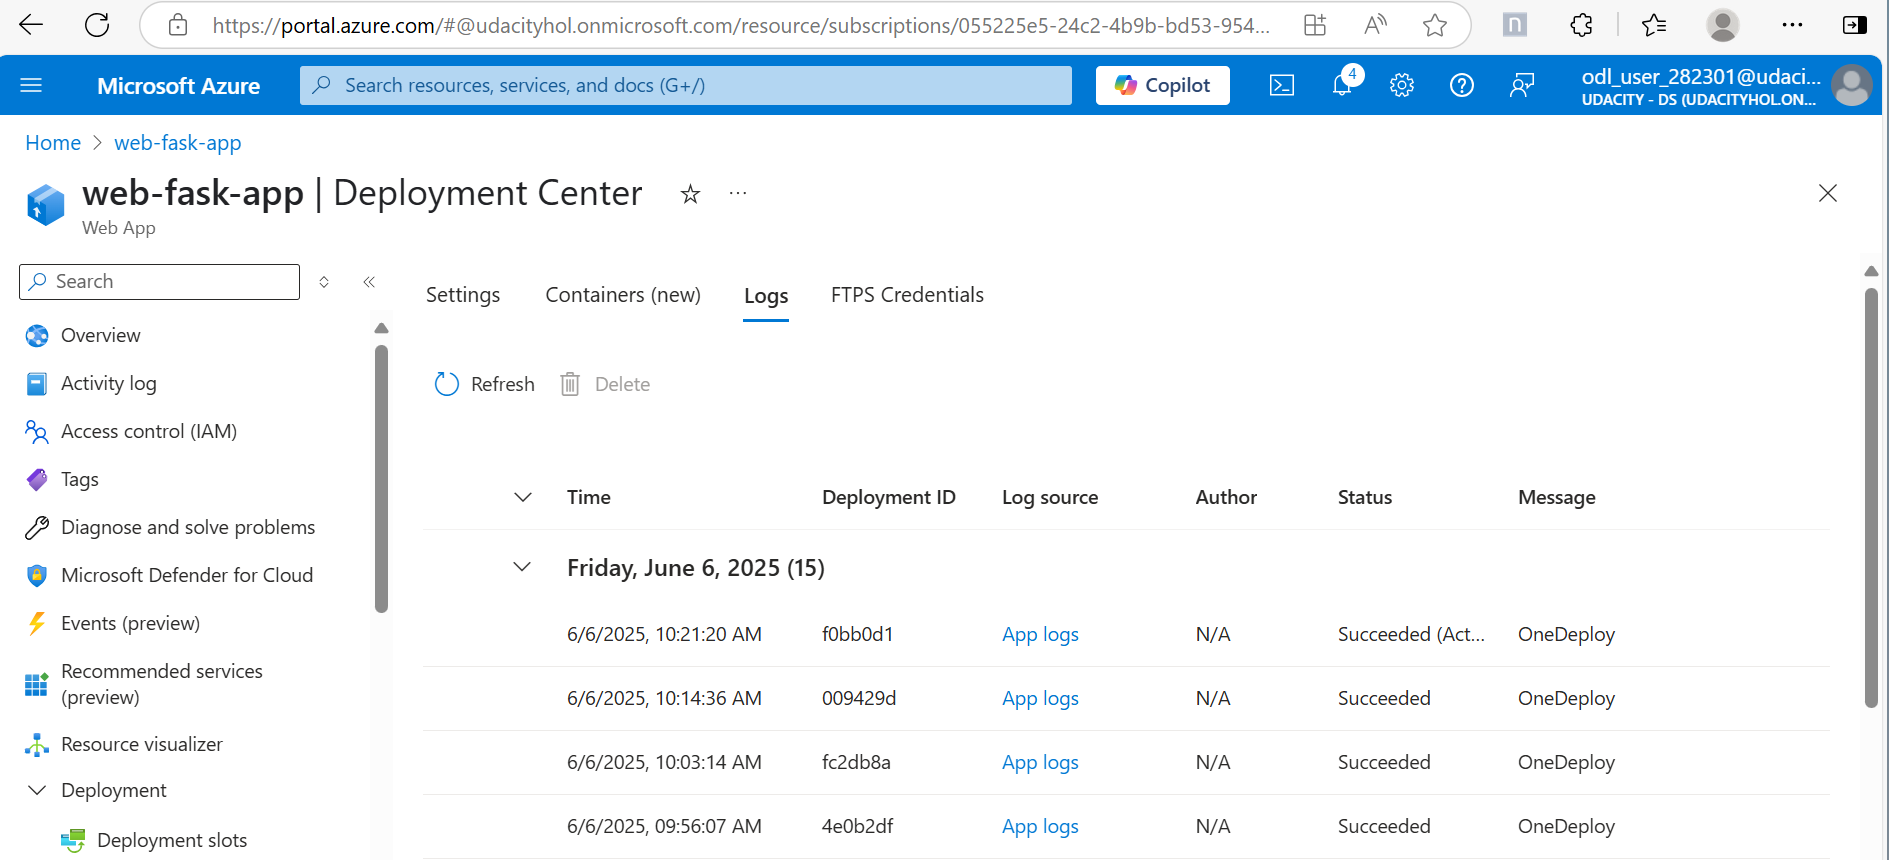 https://portal.azure.com/#@udacityhol.onmicrosoft.com/resource/subscriptions/055225e5-24c2-4b9b-bd53-954...
Microsoft Azure
Search resources, services, and docs (G+/)
Copilot
4
odl_user_282301@udaci...
UDACITY - DS (UDACITYHOL.ON...
Home > web-fask-app
web-fask-app | Deployment Center
Web App
Search
Overview
Activity log
Access control (IAM)
Tags
Diagnose and solve problems
Microsoft Defender for Cloud
Events (preview)
Recommended services
(preview)
Resource visualizer
Deployment
Deployment slots
Settings Containers (new) Logs FTPS Credentials
Refresh Delete
Time Deployment ID Log source Author Status Message
Friday, June 6, 2025 (15)
6/6/2025, 10:21:20 AM f0bb0d1 App logs N/A Succeeded (Act... OneDeploy
6/6/2025, 10:14:36 AM 009429d App logs N/A Succeeded OneDeploy
6/6/2025, 10:03:14 AM fc2db8a App logs N/A Succeeded OneDeploy
6/6/2025, 09:56:07 AM 4e0b2df App logs N/A Succeeded OneDeploy